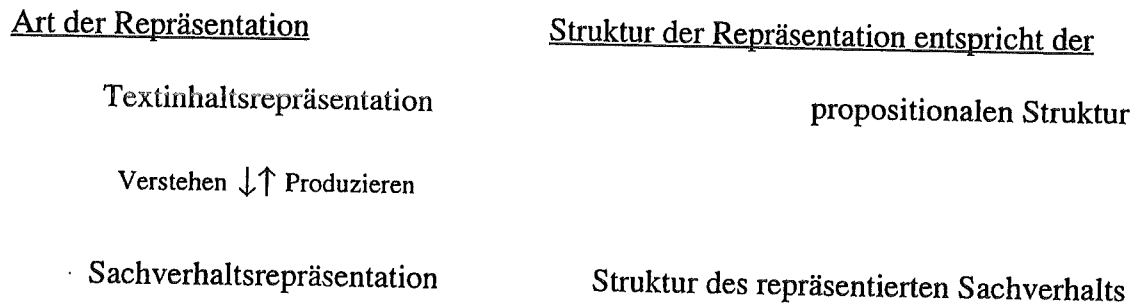 Art der Repräsentation Struktur der Repräsentation entspricht der
Textinhaltsrepräsentation propositionalen Struktur
Verstehen ↓↑ Produzieren
Sachverhaltsrepräsentation Struktur des repräsentierten Sachverhalts